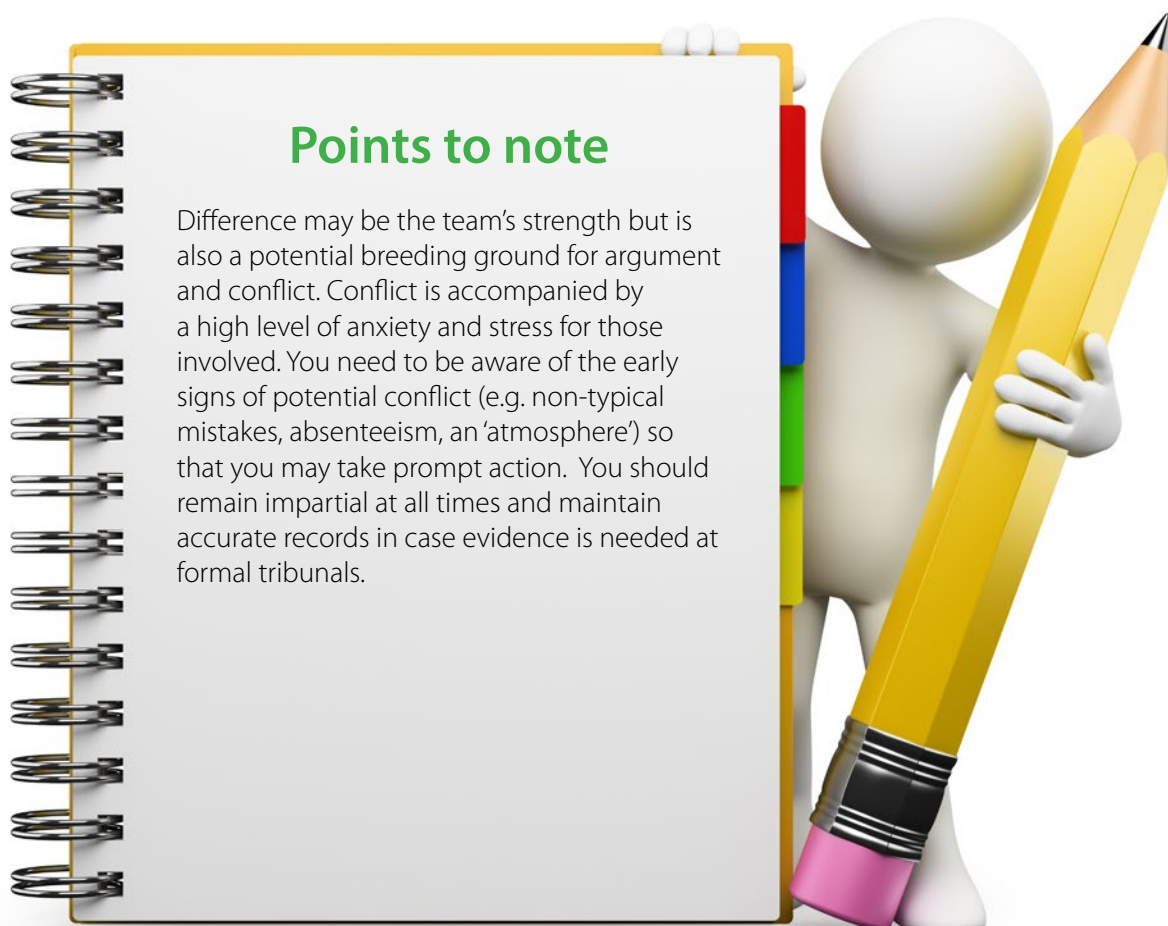 Points to note
Difference may be the team’s strength but is
also a potential breeding ground for argument
and conflict. Conflict is accompanied by
a high level of anxiety and stress for those
involved. You need to be aware of the early
signs of potential conflict (e.g. non-typical
mistakes, absenteeism, an ‘atmosphere’) so
that you may take prompt action.  You should
remain impartial at all times and maintain
accurate records in case evidence is needed at
formal tribunals.